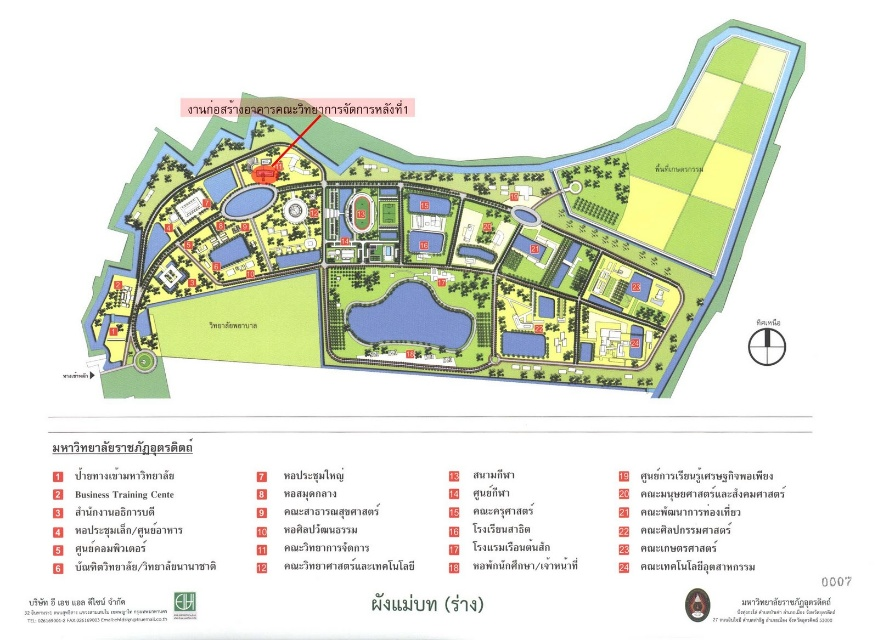 งานก่อสร้างอาคารคณะวิทยาการจัดการหลังที่1
พื้นที่เกษตรกรรม
วิทยาลัยพยาบาล
ทิศเหนือ
มหาวิทยาลัยราชภัฏอุตรดิตถ์
1 ป้ายทางเข้ามหาวิทยาลัย
2 Business Training Cente
3 สำนักงานอธิการบดี
4 หอประชุมเล็ก/ศูนย์อาหาร
5 ศูนย์คอมพิวเตอร์
6 บัณฑิตวิทยาลัย/วิทยาลัยนานาชาติ
7 หอประชุมใหญ่
8 หอสมุดกลาง
9 คณะสาธารณสุขศาสตร์
10 หอศิลปวัฒนธรรม
11 คณะวิทยาการจัดการ
12 คณะวิทยาศาสตร์และเทคโนโลยี
13 สนามกีฬา
14 ศูนย์กีฬา
15 คณะครุศาสตร์
16 โรงเรียนสาธิต
17 โรงแรมเรือนต้นสัก
18 หอพักนักศึกษา/เจ้าหน้าที่
19 ศูนย์การเรียนรู้เศรษฐกิจพอเพียง
20 คณะมนุษยศาสตร์และสังคมศาสตร์
21 คณะพัฒนาการท่องเที่ยว
22 คณะศิลปกรรมศาสตร์
23 คณะเกษตรศาสตร์
24 คณะเทคโนโลยีอุตสาหกรรม
0007
บริษัท อี เอช แอล ดีไซน์ จำกัด
ผังแม่บท (ร่าง)
มหาวิทยาลัยราชภัฏอุตรดิตถ์